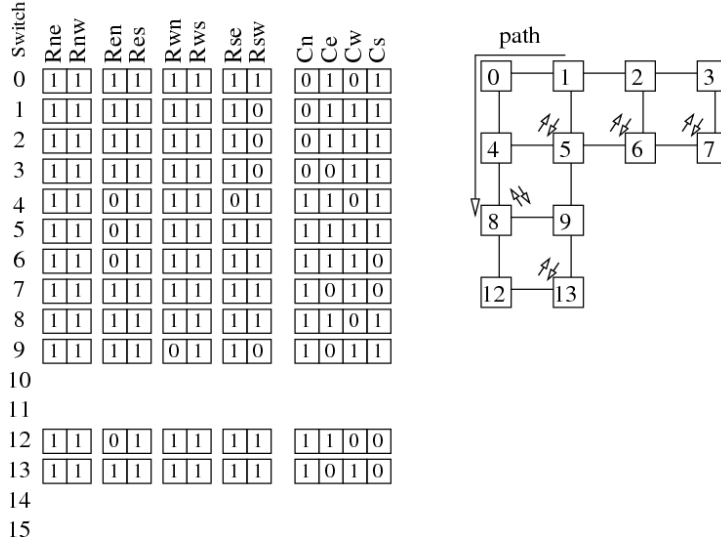 Switch Rne Rnw Ren Res Rwn Rws Rse Rsw Cn Ce Cw Cs
0 1 1 1 1 1 1 1 1 0 1 0 1
1 1 1 1 1 1 1 1 0 0 1 1 1
2 1 1 1 1 1 1 1 0 0 1 1 1
3 1 1 1 1 1 1 1 0 0 0 1 1
4 1 1 0 1 1 1 0 1 1 1 0 1
5 1 1 0 1 1 1 1 1 1 1 1 1
6 1 1 0 1 1 1 1 1 1 1 1 0
7 1 1 1 1 1 1 1 1 1 0 1 0
8 1 1 1 1 1 1 1 1 1 1 0 1
9 1 1 1 1 0 1 1 0 1 0 1 1
10
11
12 1 1 0 1 1 1 1 1 1 1 0 0
13 1 1 1 1 1 1 1 1 1 0 1 0
14
15
path
0 1 2 3
4 5 6 7
8 9
12 13